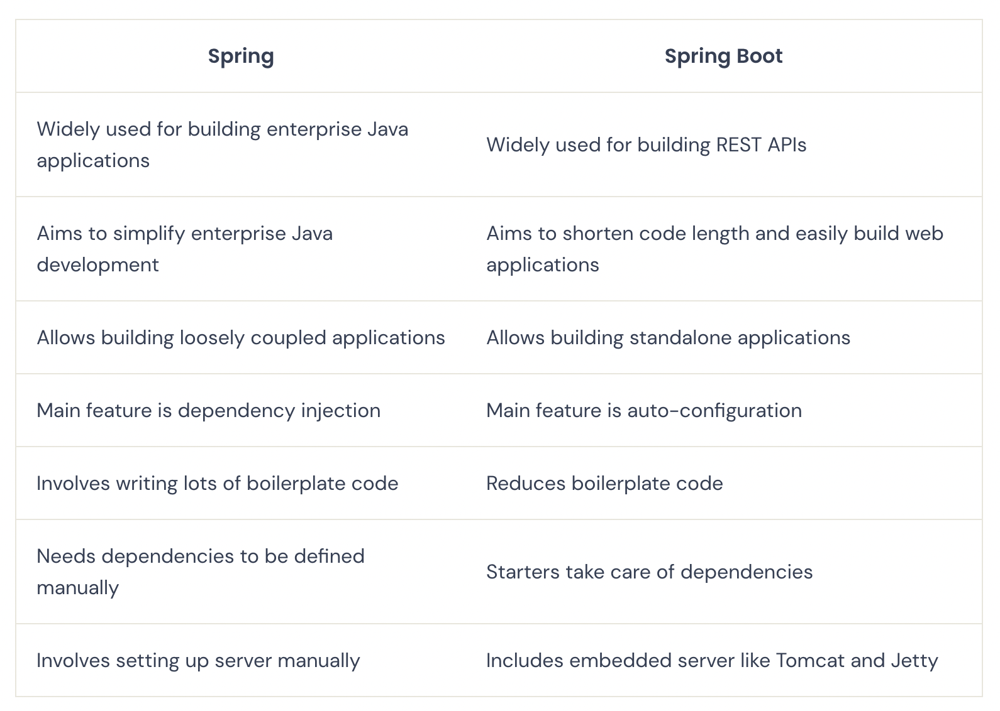 Spring
Spring Boot
Widely used for building enterprise Java
applications
Widely used for building REST APIs
Aims to simplify enterprise Java
development
Aims to shorten code length and easily build web
applications
Allows building loosely coupled applications
Allows building standalone applications
Main feature is dependency injection
Main feature is auto-configuration
Involves writing lots of boilerplate code
Reduces boilerplate code
Needs dependencies to be defined
manually
Starters take care of dependencies
Involves setting up server manually
Includes embedded server like Tomcat and Jetty